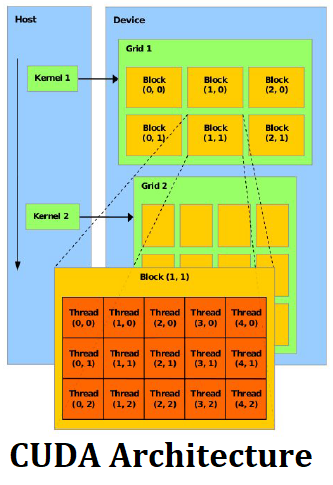 Host
Device
Grid 1
Kernel 1
Block
(0, 0)
Block
(1, 0)
Block
(2, 0)
Block
(0, 1)
Block
(1, 1)
Block
(2, 1)
Grid 2
Kernel 2
Block (1, 1)
Thread
(0, 0)
Thread
(1, 0)
Thread
(2, 0)
Thread
(3, 0)
Thread
(4, 0)
Thread
(0, 1)
Thread
(1, 1)
Thread
(2, 1)
Thread
(3, 1)
Thread
(4, 1)
Thread
(0, 2)
Thread
(1, 2)
Thread
(2, 2)
Thread
(3, 2)
Thread
(4, 2)
CUDA Architecture